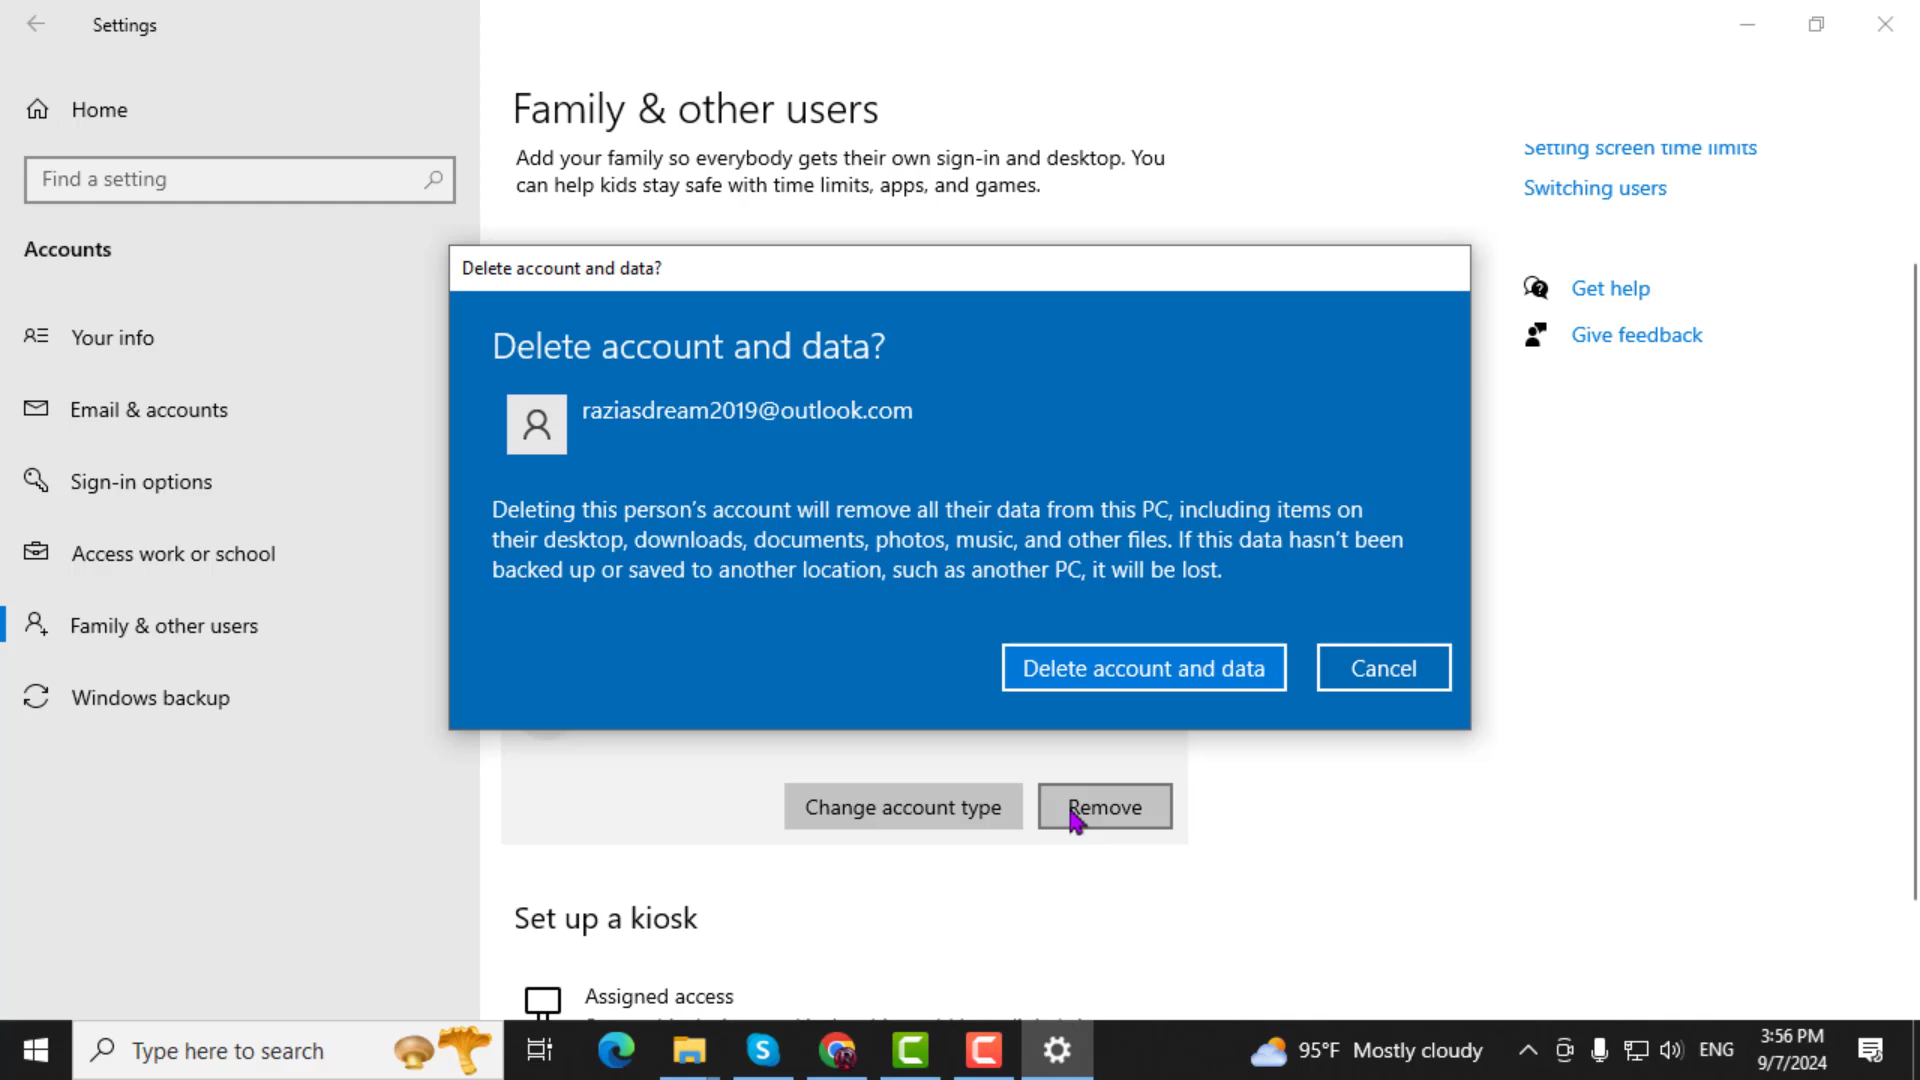 Settings
Home
Find a setting
Accounts
Your info
Email & accounts
Sign-in options
Access work or school
Family & other users
Windows backup
Family & other users
Add your family so everybody gets their own sign-in and desktop. You
can help kids stay safe with time limits, apps, and games.
Setting screen time limits
Switching users
Get help
Give feedback
Delete account and data?
Delete account and data?
raziasdream2019@outlook.com
Deleting this person's account will remove all their data from this PC, including items on
their desktop, downloads, documents, photos, music, and other files. If this data hasn't been
backed up or saved to another location, such as another PC, it will be lost.
Delete account and data
Cancel
Change account type
Remove
Set up a kiosk
Assigned access
Type here to search
95°F Mostly cloudy
ENG
3:56 PM
9/7/2024